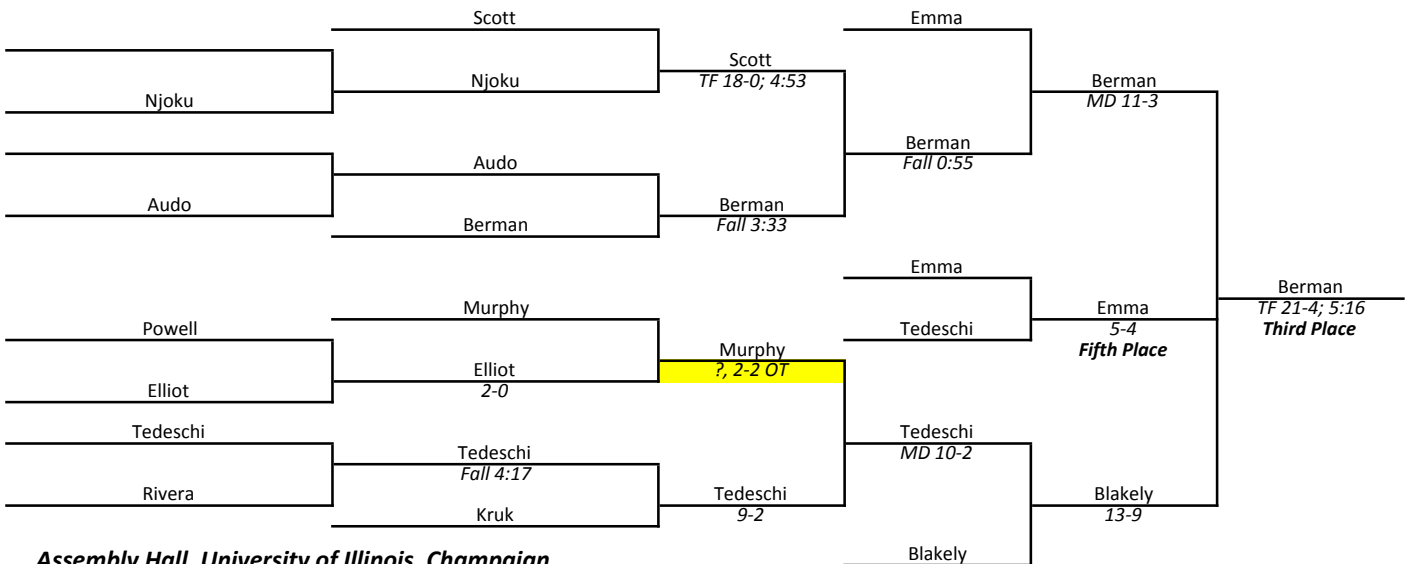 Scott
Emma
Njoku
Njoku
Scott
TF 18-0; 4:53
Berman
MD 11-3
Audo
Audo
Berman
Berman
Fall 3:33
Berman
Fall 0:55
Emma
Powell
Murphy
Tedeschi
Emma
5-4
Fifth Place
Berman
TF 21-4; 5:16
Third Place
Elliot
Elliot
2-0
Murphy
?, 2-2 OT
Tedeschi
Rivera
Tedeschi
Fall 4:17
Kruk
Tedeschi
9-2
Tedeschi
MD 10-2
Blakely
13-9
Blakely
Assembly Hall, University of Illinois, Champaign